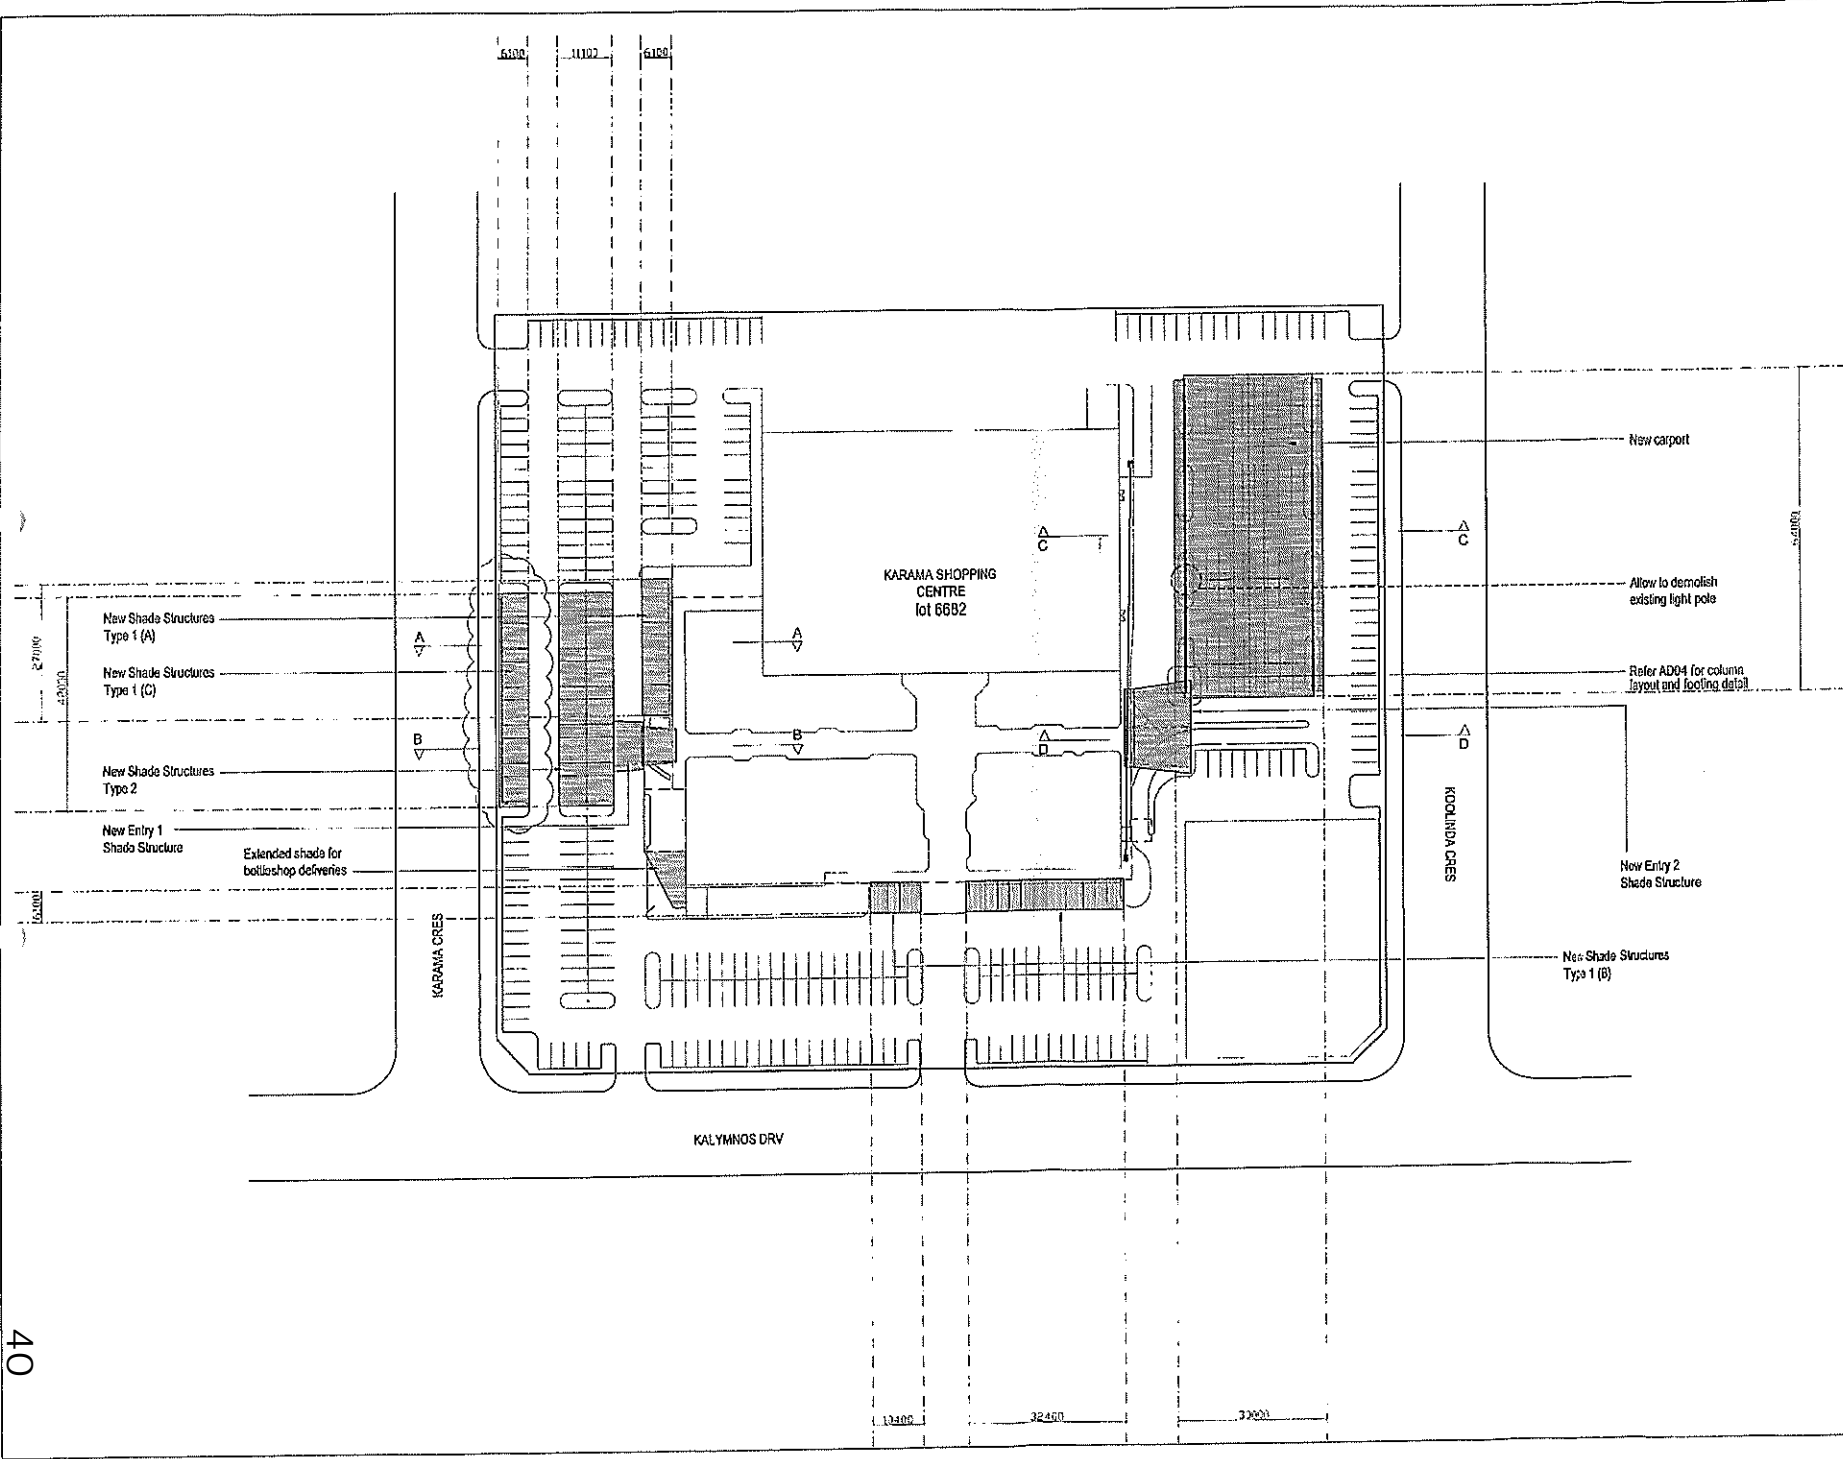 6100
11100
6100
KARAMA SHOPPING
CENTRE
lot 6682
New carport
Allow to demolish
existing light pole
Refer AD04 for column
layout and footing detail
New Entry 2
Shade Structure
New Shade Structures
Type 1 (B)
New Shade Structures
Type 1 (A)
New Shade Structures
Type 1 (C)
New Shade Structures
Type 2
New Entry 1
Shade Structure
Extended shade for
bottleshop deliveries
A
A
B
B
C
C
D
D
27000
42000
6100
KARAMA CRES
KOOLINDA CRES
KALYMNOS DRV
32400
40